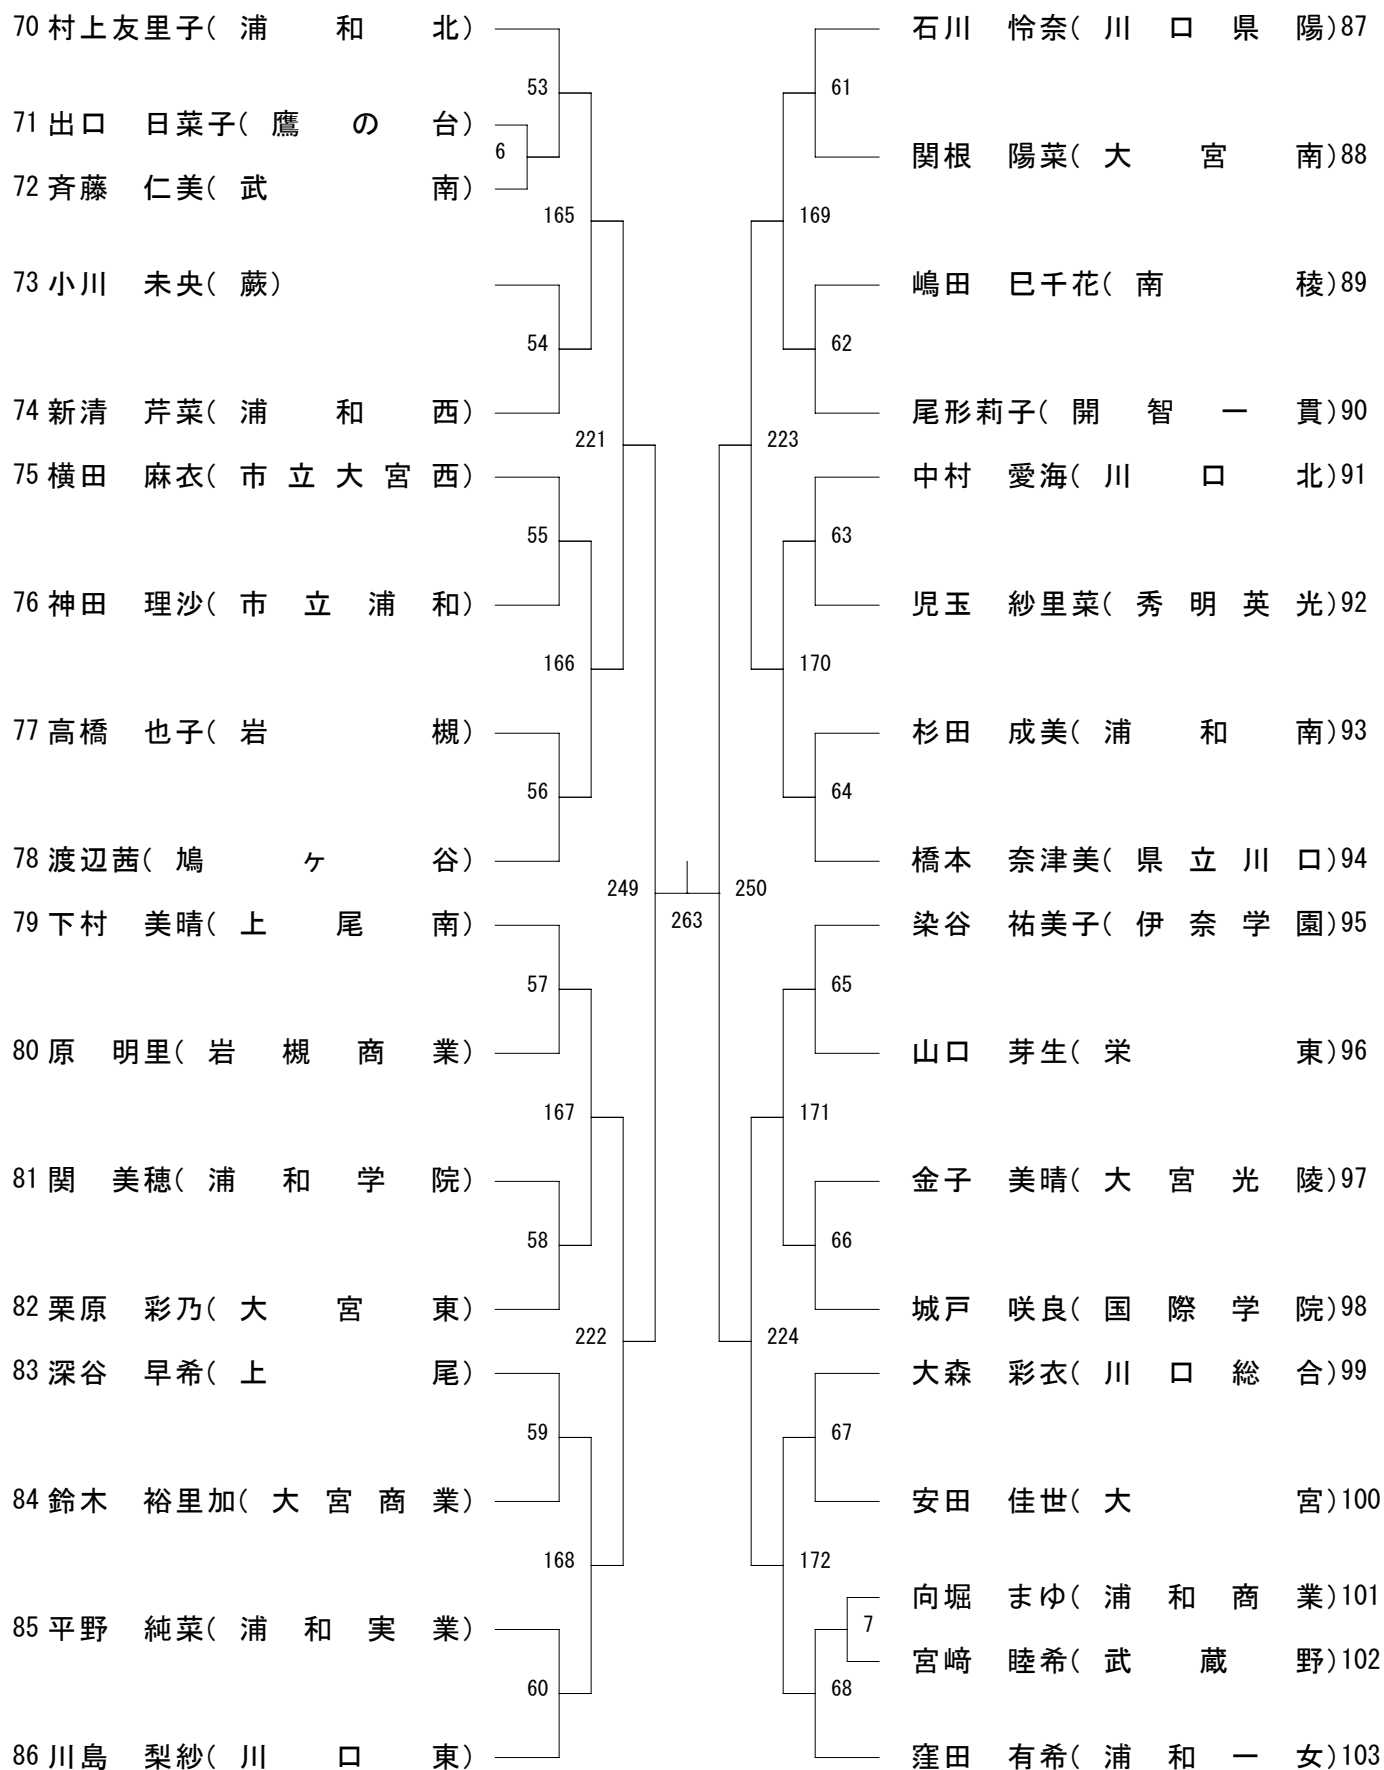 70 村上友里子( 浦 和 北)
53
71 出口 日菜子( 鷹 の 台)
6
72 斉藤 仁美( 武 南)
165
73 小川 未央( 蕨)
54
74 新清 芹菜( 浦 和 西)
221
75 横田 麻衣( 市 立 大 宮 西)
55
76 神田 理沙( 市 立 浦 和)
166
77 高橋 也子( 岩 槻)
56
78 渡辺茜( 鳩 ヶ 谷)
249
79 下村 美晴( 上 尾 南)
57
80 原 明里( 岩 槻 商 業)
167
81 関 美穂( 浦 和 学 院)
58
82 栗原 彩乃( 大 宮 東)
222
83 深谷 早希( 上 尾)
59
84 鈴木 裕里加( 大 宮 商 業)
168
85 平野 純菜( 浦 和 実 業)
60
86 川島 梨紗( 川 口 東)
263
石川 怜奈( 川 口 県 陽)87
61
関根 陽菜( 大 宮 南)88
169
嶋田 巳千花( 南 稜)89
62
尾形莉子( 開 智 一 貫)90
223
中村 愛海( 川 口 北)91
63
児玉 紗里菜( 秀 明 英 光)92
170
杉田 成美( 浦 和 南)93
64
橋本 奈津美( 県 立 川 口)94
250
染谷 祐美子( 伊 奈 学 園)95
65
山口 芽生( 栄 東)96
171
金子 美晴( 大 宮 光 陵)97
66
城戸 咲良( 国 際 学 院)98
224
大森 彩衣( 川 口 総 合)99
67
安田 佳世( 大 宮)100
172
向堀 まゆ( 浦 和 商 業)101
7
宮﨑 睦希( 武 蔵 野)102
68
窪田 有希( 浦 和 一 女)103